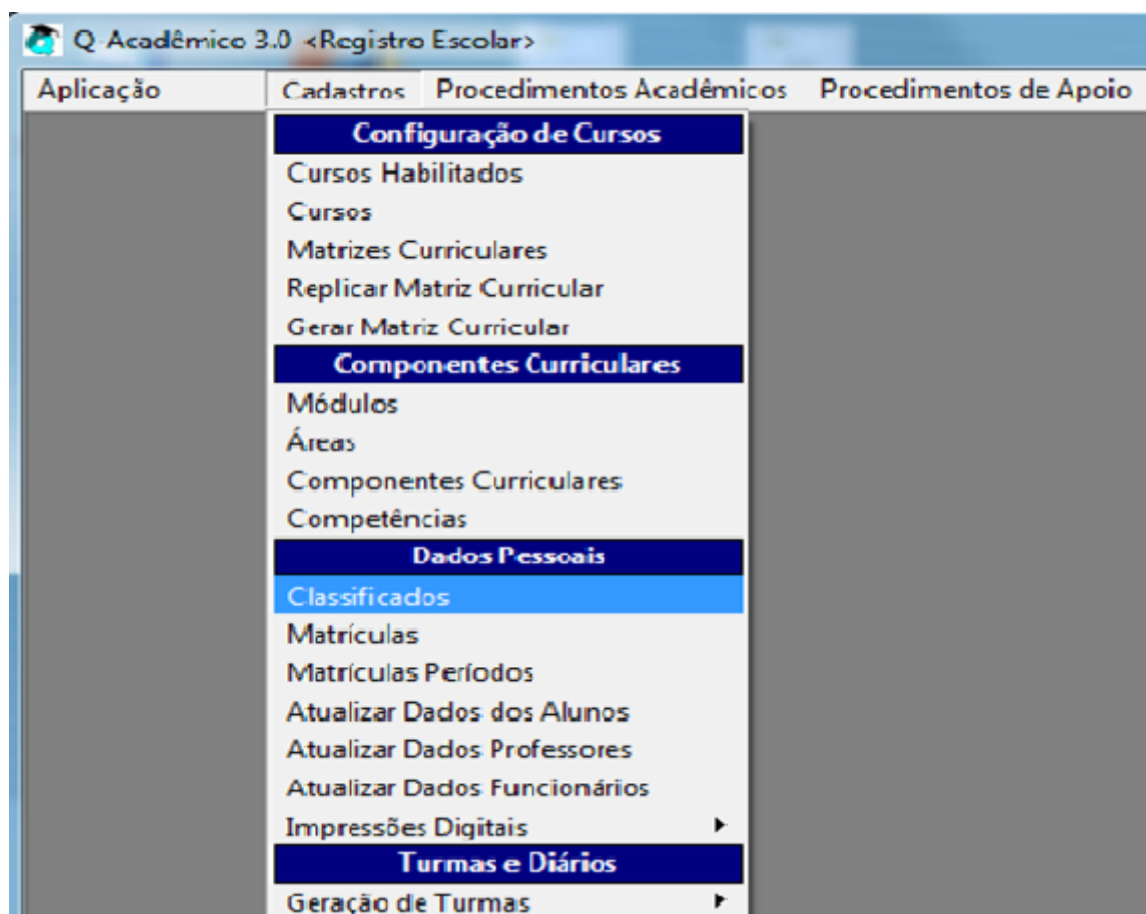 Q-Acadêmico 3.0 <Registro Escolar>
Aplicação Cadastros Procedimentos Acadêmicos Procedimentos de Apoio
Configuração de Cursos
Cursos Habilitados
Cursos
Matrizes Curriculares
Replicar Matriz Curricular
Gerar Matriz Curricular
Componentes Curriculares
Módulos
Áreas
Componentes Curriculares
Competências
Dados Pessoais
Classificados
Matrículas
Matrículas Períodos
Atualizar Dados dos Alunos
Atualizar Dados Professores
Atualizar Dados Funcionários
Impressões Digitais
Turmas e Diários
Geração de Turmas